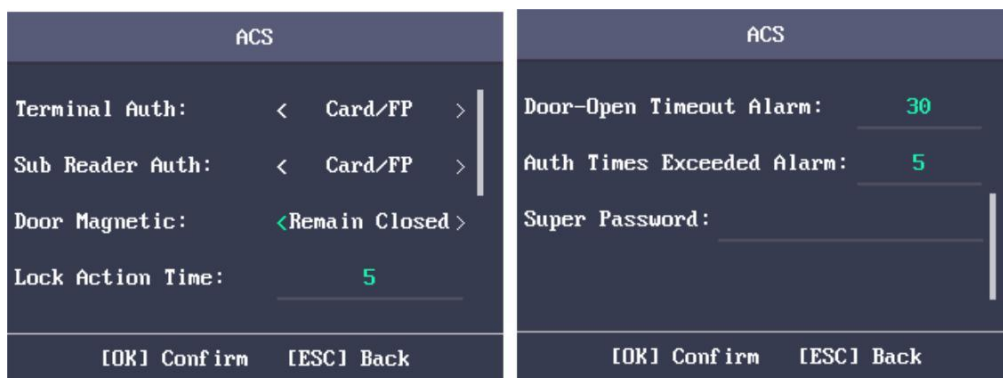 ACS
Terminal Auth: < Card/FP >
Sub Reader Auth: < Card/FP >
Door Magnetic: <Remain Closed>
Lock Action Time: 5
[OK] Confirm [ESC] Back
ACS
Door-Open Timeout Alarm: 30
Auth Times Exceeded Alarm: 5
Super Password:
[OK] Confirm [ESC] Back